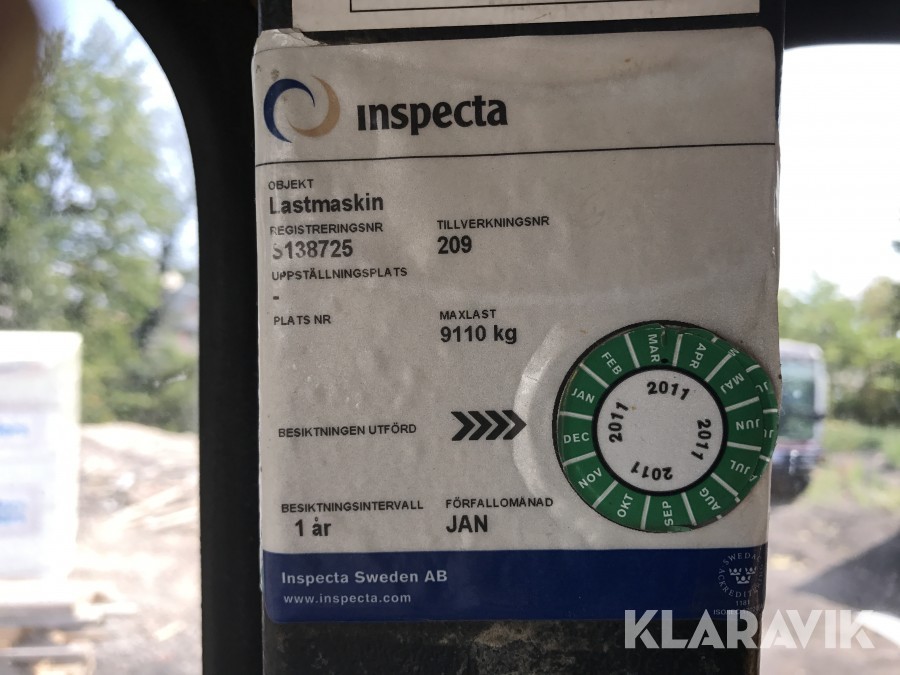 inspecta
OBJEKT
Lastmaskin
REGISTRERINGSNR TILLVERKNINGSNR
S138725 209
UPPSTÄLLNINGSPLATS
-
PLATS NR MAXLAST
9110 kg
BESIKTNINGEN UTFÖRD
JAN FEB MAR APR MAJ JUN JUL AUG SEP OKT NOV DEC
2011 2011 2011 2011
BESIKTNINGSINTERVALL FÖRFALLOMÅNAD
1 år JAN
Inspecta Sweden AB
www.inspecta.com
KLARAVIK